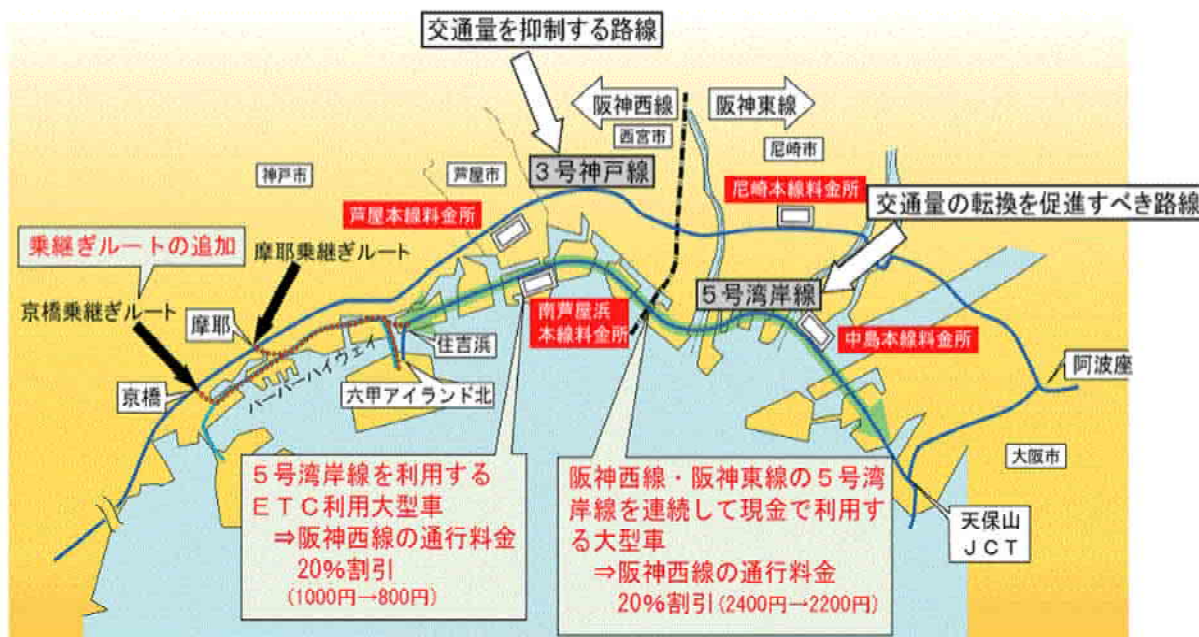 交通量を抑制する路線
阪神西線
阪神東線
西宮市
尼崎市
神戸市
芦屋市
3号神戸線
尼崎本線料金所
芦屋本線料金所
交通量の転換を促進すべき路線
乗継ぎルートの追加
摩耶乗継ぎルート
京橋乗継ぎルート
5号湾岸線
摩耶
住吉浜
南芦屋浜
本線料金所
中島本線料金所
ハーバーハイウェイ
阿波座
京橋
六甲アイランド北
大阪市
5号湾岸線を利用する
ETC利用大型車
⇒阪神西線の通行料金
20%割引
(1000円→800円)
阪神西線・阪神東線の5号湾
岸線を連続して現金で利用す
る大型車
⇒阪神西線の通行料金
20%割引(2400円→2200円)
天保山
JCT